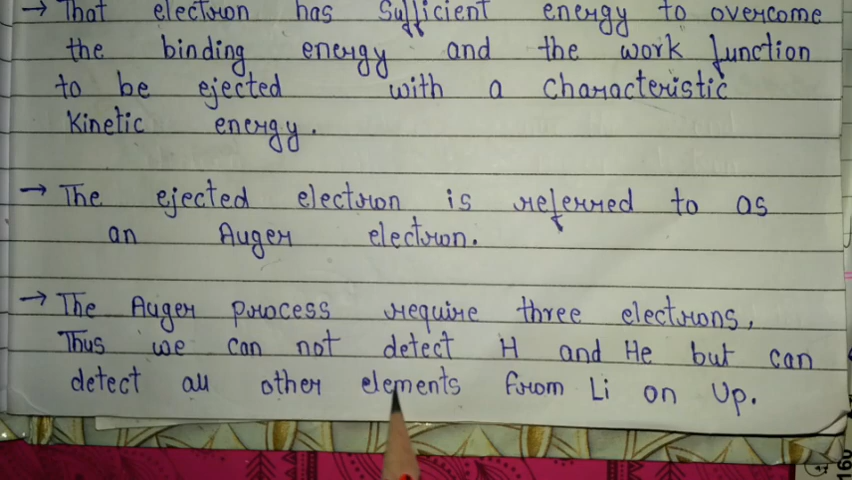 → That electron has sufficient energy to overcome
the binding energy and the work function
to be ejected with a characteristic
Kinetic energy.
→ The ejected electron is referred to as
an Auger electron.
→ The Auger process require three electrons,
Thus we can not detect H and He but can
detect all other elements from Li on Up.